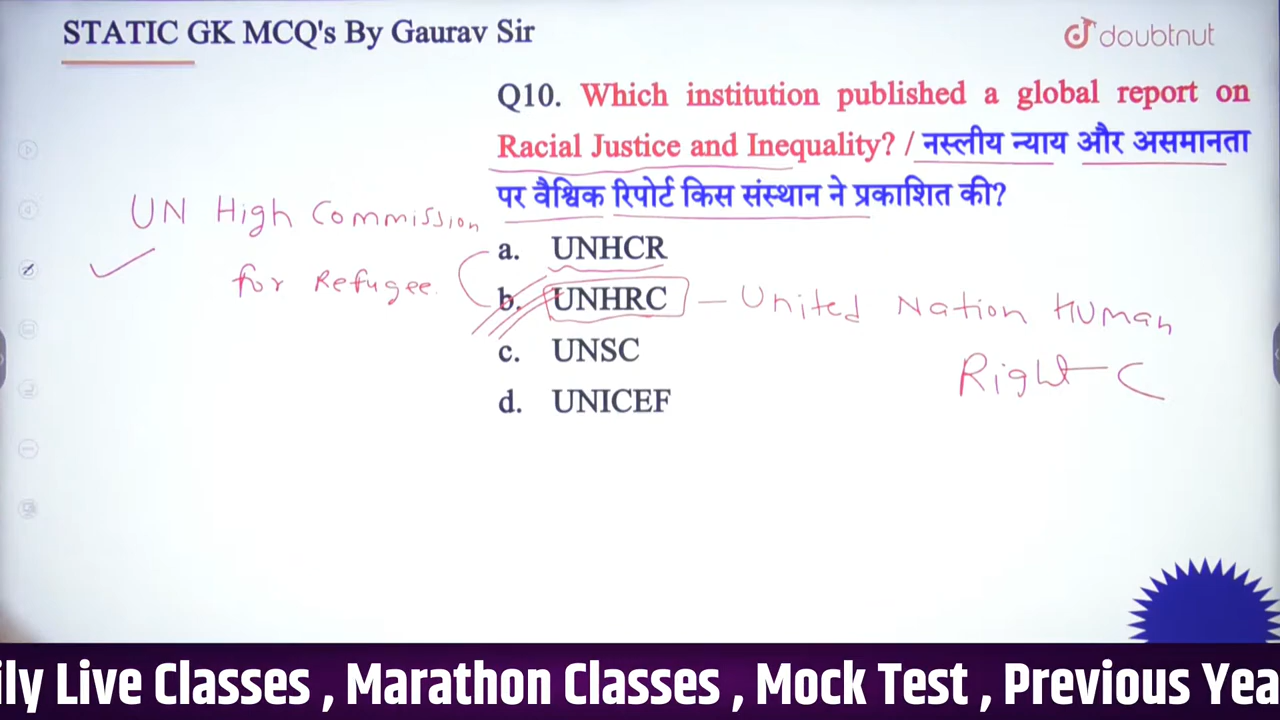 STATIC GK MCQ's By Gaurav Sir
doubtnut
Q10. Which institution published a global report on
Racial Justice and Inequality? / नस्लीय न्याय और असमानता
पर वैश्विक रिपोर्ट किस संस्थान ने प्रकाशित की?
UN High Commission
for Refugee
a. UNHCR
b. UNHRC – United Nation Human
Right C
c. UNSC
d. UNICEF
ily Live Classes , Marathon Classes , Mock Test , Previous Yea